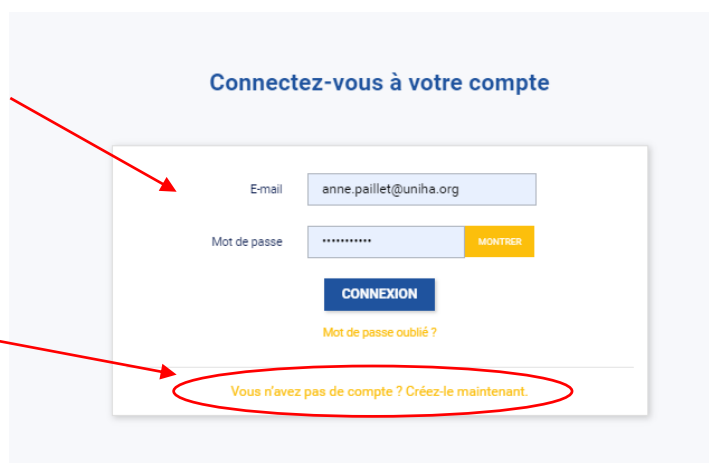 Connectez-vous à votre compte
E-mail anne.paillet@uniha.org
Mot de passe ••••••••••• MONTRER
CONNEXION
Mot de passe oublié ?
Vous n'avez pas de compte ? Créez-le maintenant.